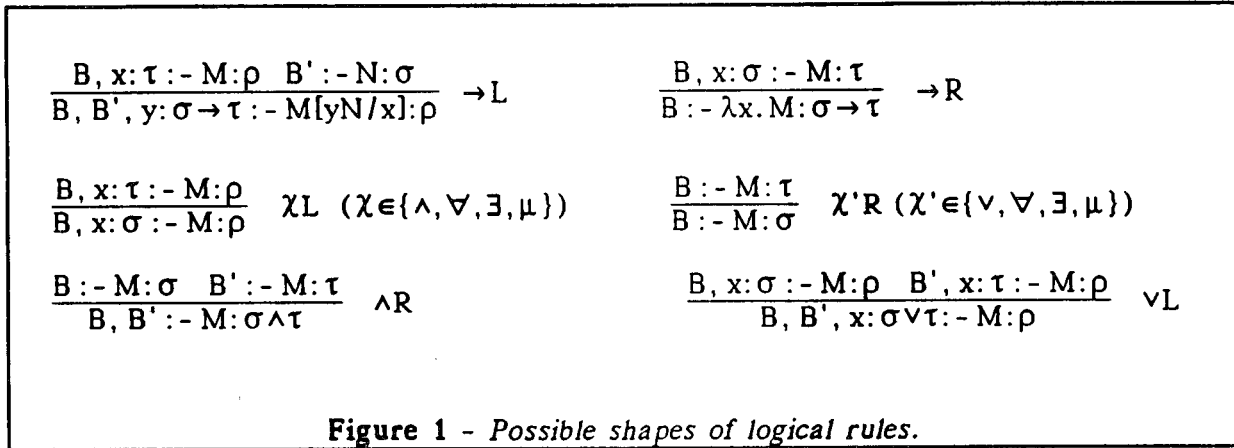 B, x:τ :- M:ρ B' :- N:σ
B, B', y:σ→τ :- M[yN/x]:ρ →L
B, x:σ :- M:τ
B :- λx.M:σ→τ →R
B, x:τ :- M:ρ
B, x:σ :- M:ρ χL (χ∈{∧,∀,∃,μ})
B :- M:τ
B :- M:σ χ'R (χ'∈{∨,∀,∃,μ})
B :- M:σ B' :- M:τ
B, B' :- M:σ∧τ ∧R
B, x:σ :- M:ρ B', x:τ :- M:ρ
B, B', x:σ∨τ:- M:ρ ∨L
Figure 1 - Possible shapes of logical rules.